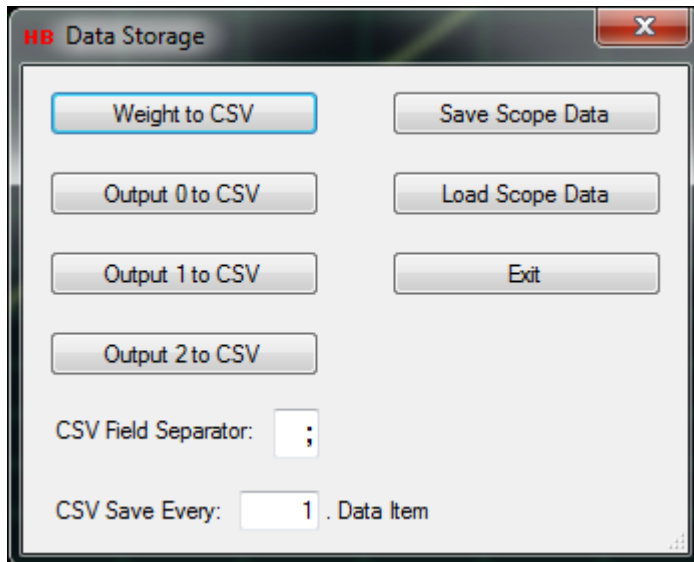 HB Data Storage
Weight to CSV
Save Scope Data
Output 0 to CSV
Load Scope Data
Output 1 to CSV
Exit
Output 2 to CSV
CSV Field Separator: ;
CSV Save Every: 1 . Data Item